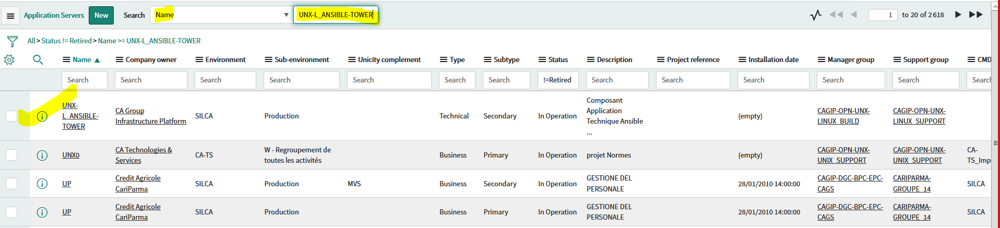 Application Servers New Search Name UNX-L_ANSIBLE-TOWER 1 to 20 of 2 618
All > Status != Retired > Name >= UNX-L_ANSIBLE-TOWER
Name Company owner Environment Sub-environment Unicity complement Type Subtype Status Description Project reference Installation date Manager group Support group CMD
Search Search Search Search Search Search Search !=Retired Search Search Search Search Search Search
UNX-L_ANSIBLE-TOWER CA Group Infrastructure Platform SILCA Production Technical Secondary In Operation Composant Application Technique Ansible ... (empty) CAGIP-OPN-UNX-LINUX_BUILD CAGIP-OPN-UNX-LINUX_SUPPORT
UNX0 CA Technologies & Services CA-TS W - Regroupement de toutes les activités Business Primary In Operation projet Normes (empty) CAGIP-OPN-UNX-UNIX_SUPPORT CAGIP-OPN-UNX-UNIX_SUPPORT CA-TS_Imp
UP Credit Agricole CariParma SILCA Production MVS Business Secondary In Operation GESTIONE DEL PERSONALE 28/01/2010 14:00:00 CAGIP-DGC-BPC-EPC-CAGS CARIPARMA-GROUPE_14 SILCA
UP Credit Agricole CariParma SILCA Production Business Primary In Operation GESTIONE DEL PERSONALE 28/01/2010 14:00:00 CAGIP-DGC-BPC-EPC-CAGS CARIPARMA-GROUPE_14 SILCA